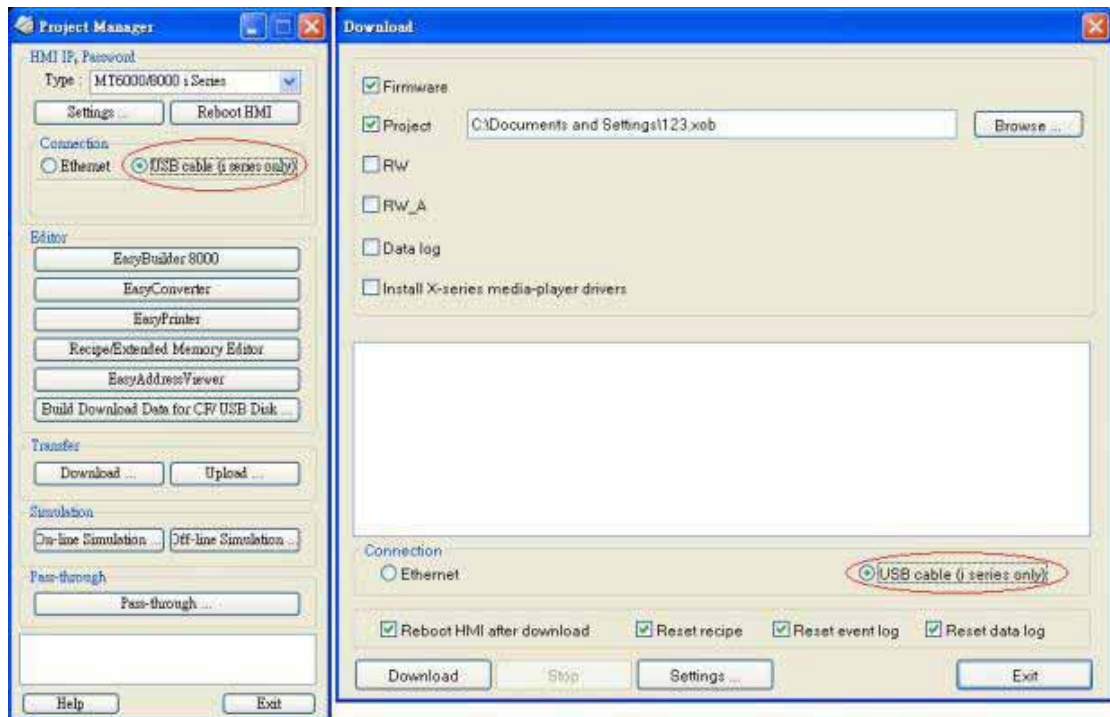 Project Manager
HMI IP, Password
Type : MT6000/8000 i Series
Settings ... Reboot HMI
Connection
Ethernet USB cable (i series only)
Editor
EasyBuilder 8000
EasyConverter
EasyPrinter
Recipe/Extended Memory Editor
EasyAddressViewer
Build Download Data for CF/ USB Disk ...
Transfer
Download ... Upload ...
Simulation
On-line Simulation ... Off-line Simulation ...
Pass-through
Pass-through ...
Help Exit
Download
Firmware
Project C:\Documents and Settings\123.xob Browse ...
RW
RW_A
Data log
Install X-series media-player drivers
Connection
Ethernet USB cable (i series only)
Reboot HMI after download Reset recipe Reset event log Reset data log
Download Stop Settings ... Exit